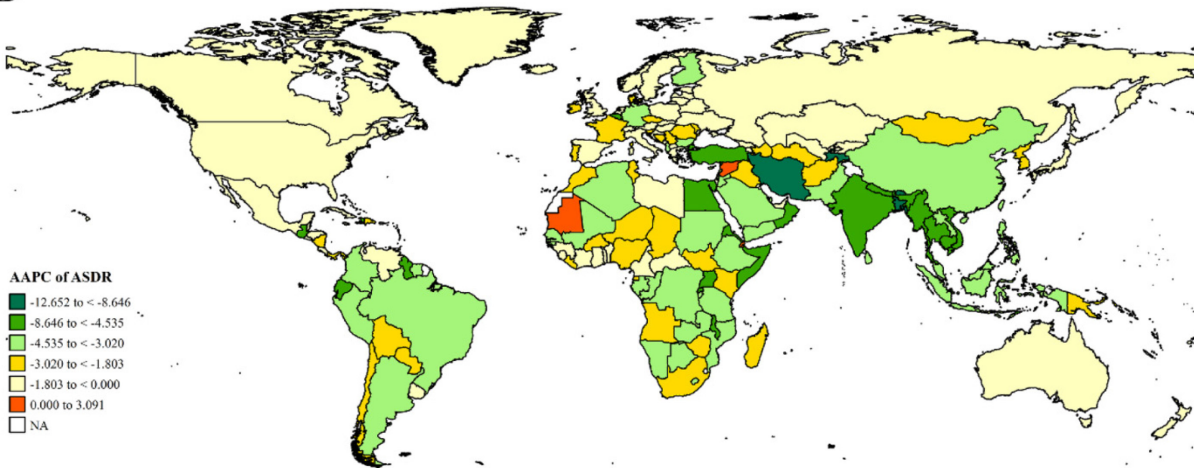 AAPC of ASDR
-12.652 to < -8.646
-8.646 to < -4.535
-4.535 to < -3.020
-3.020 to < -1.803
-1.803 to < 0.000
0.000 to 3.091
NA